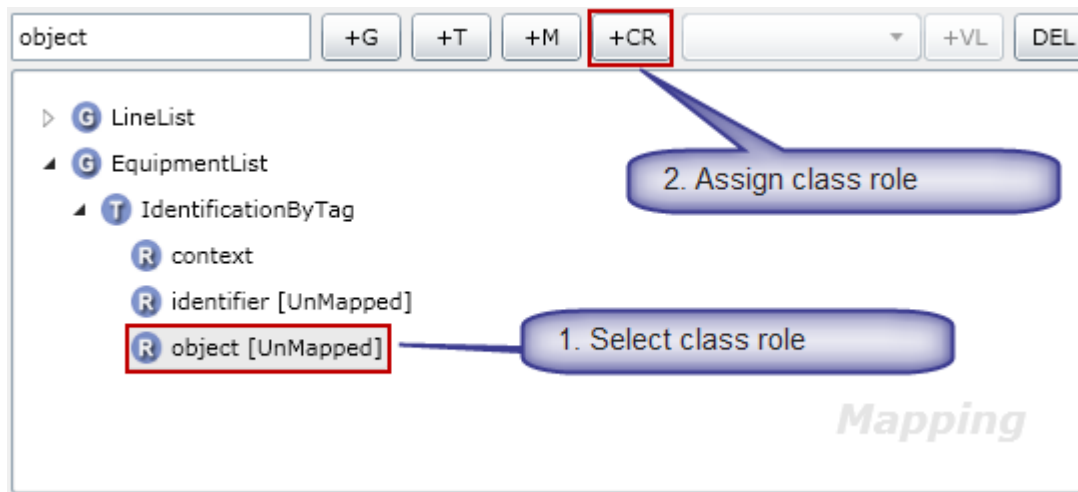 object +G +T +M +CR +VL DEL
G LineList
G EquipmentList
2. Assign class role
T IdentificationByTag
R context
R identifier [UnMapped]
R object [UnMapped]
1. Select class role
Mapping